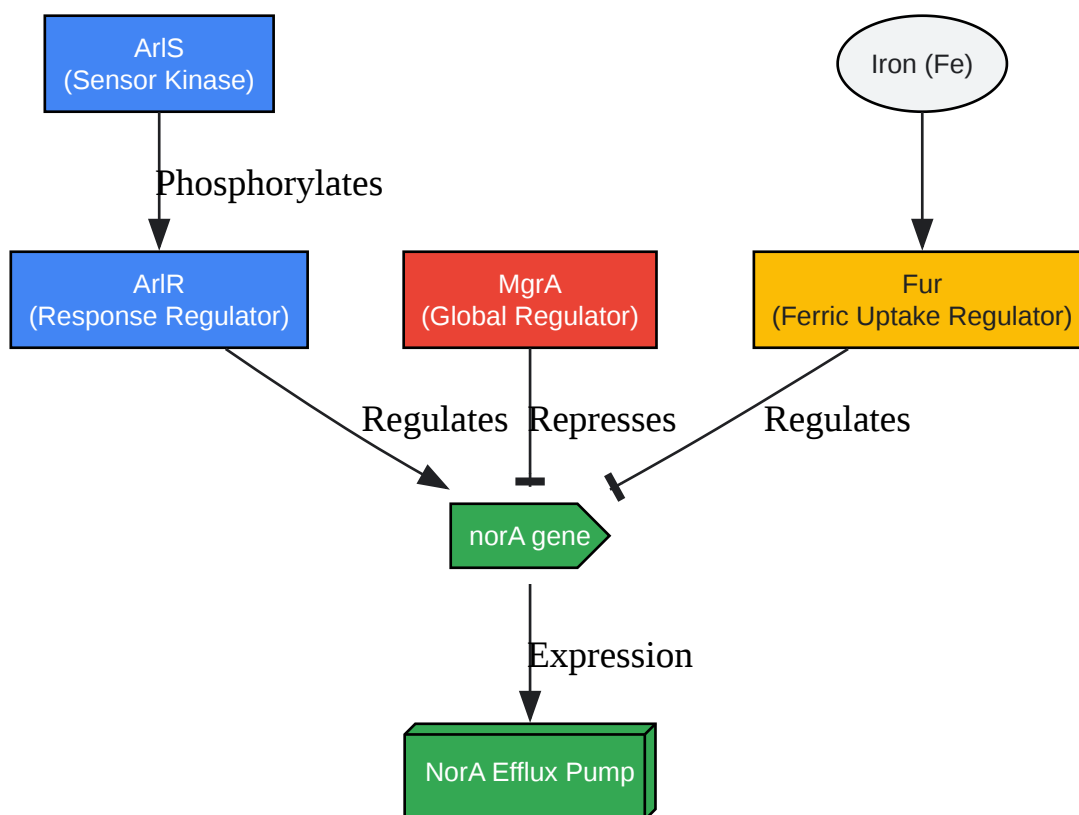 ArlS
(Sensor Kinase)
Iron (Fe)
Phosphorylates
ArlR
(Response Regulator)
MgrA
(Global Regulator)
Fur
(Ferric Uptake Regulator)
Regulates
Represses
Regulates
norA gene
Expression
NorA Efflux Pump